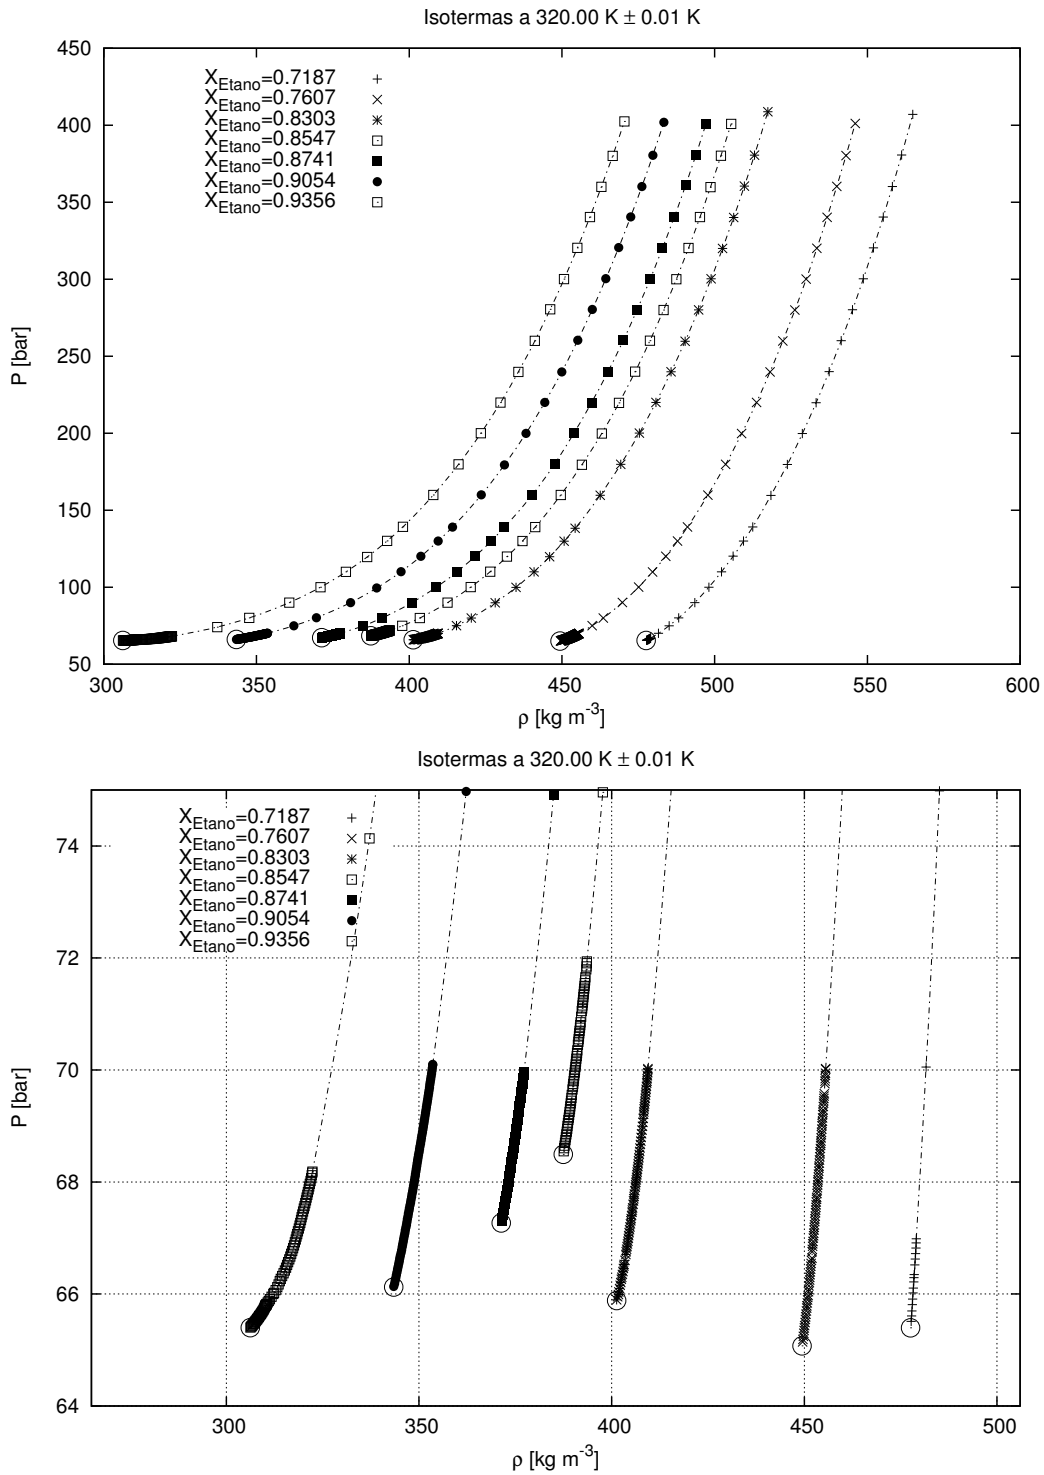 Isotermas a 320.00 K ± 0.01 K
450
400
350
300
250
200
150
100
50
P [bar]
X_Etano=0.7187
X_Etano=0.7607
X_Etano=0.8303
X_Etano=0.8547
X_Etano=0.8741
X_Etano=0.9054
X_Etano=0.9356
300 350 400 450 500 550 600
ρ [kg m⁻³]
Isotermas a 320.00 K ± 0.01 K
74
72
70
68
66
64
P [bar]
X_Etano=0.7187
X_Etano=0.7607
X_Etano=0.8303
X_Etano=0.8547
X_Etano=0.8741
X_Etano=0.9054
X_Etano=0.9356
300 350 400 450 500
ρ [kg m⁻³]